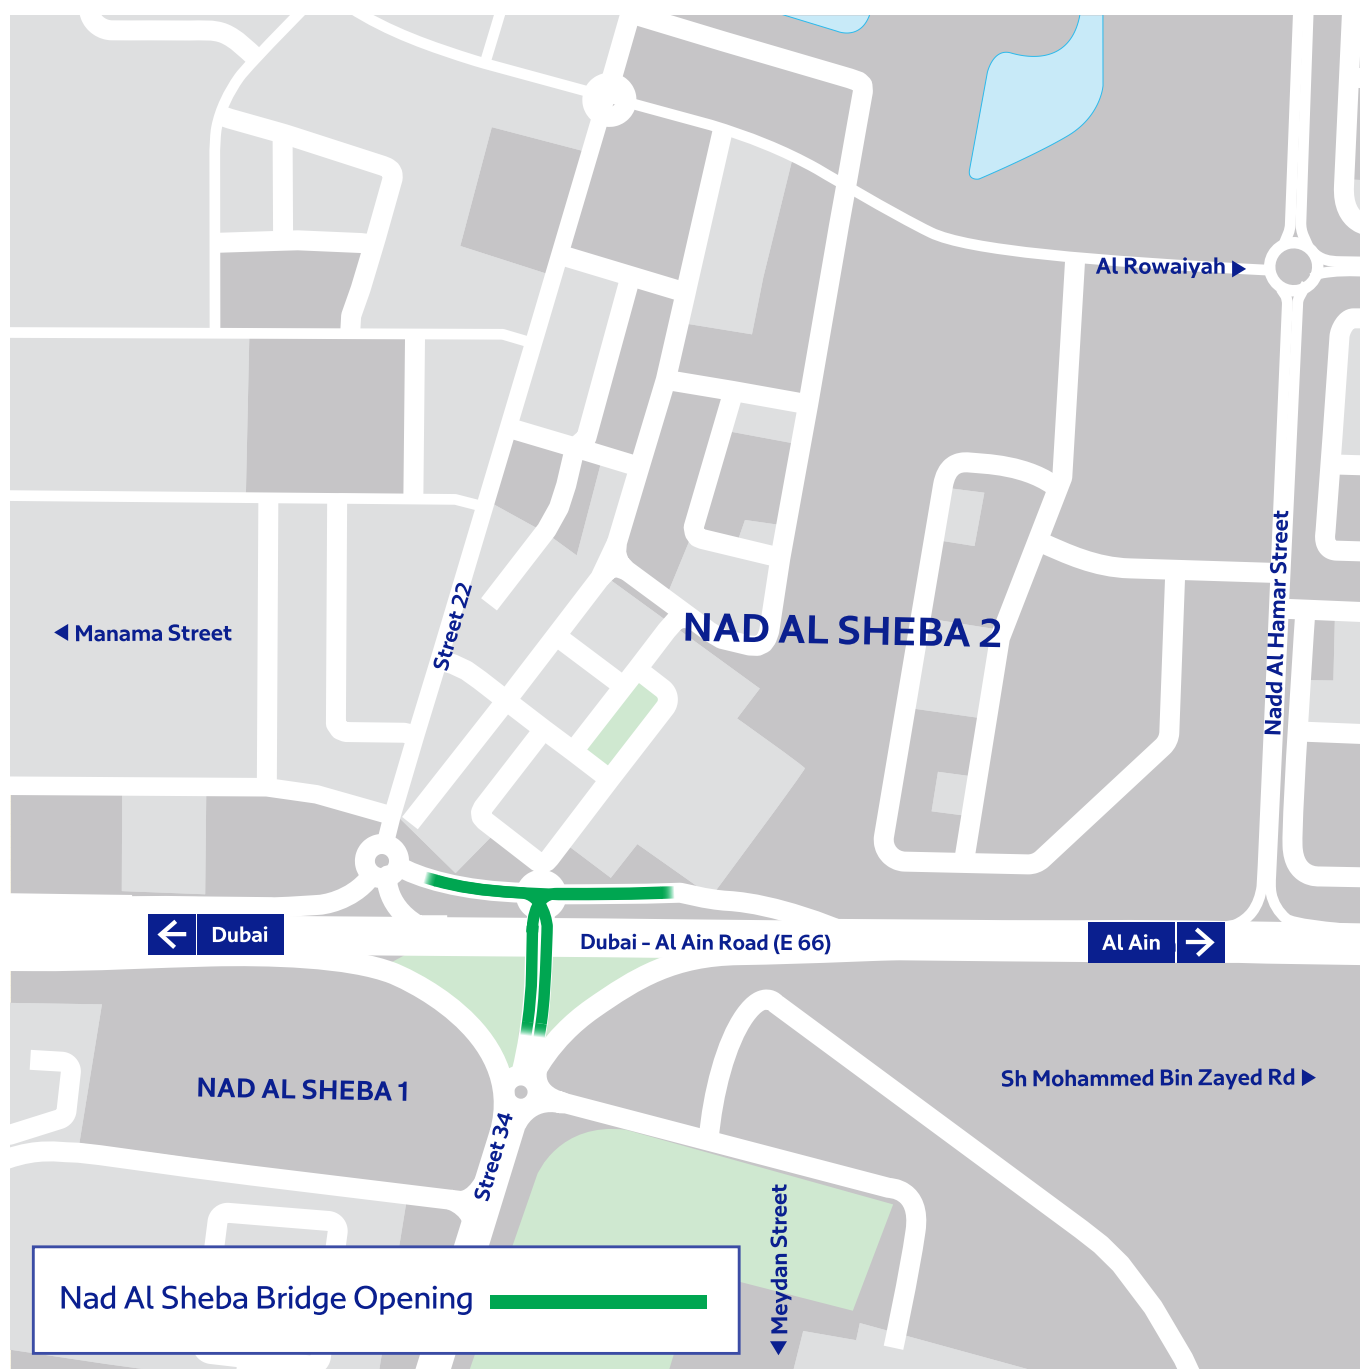 Al Rowaiyah
Nadd Al Hamar Street
Street 22
NAD AL SHEBA 2
Manama Street
Dubai
Dubai - Al Ain Road (E 66)
Al Ain
NAD AL SHEBA 1
Sh Mohammed Bin Zayed Rd
Street 34
Meydan Street
Nad Al Sheba Bridge Opening